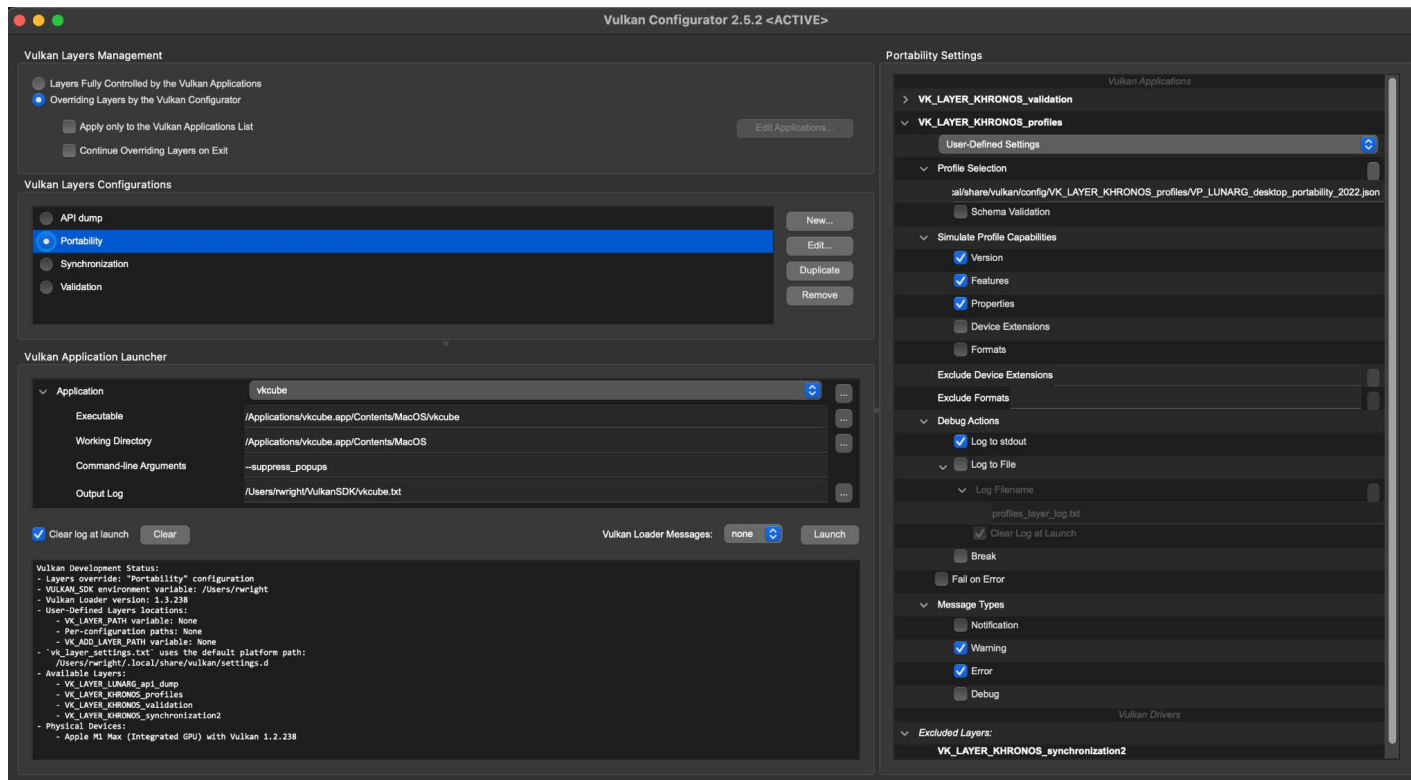 Vulkan Configurator 2.5.2 <ACTIVE>
Vulkan Layers Management
Layers Fully Controlled by the Vulkan Applications
Overriding Layers by the Vulkan Configurator
Apply only to the Vulkan Applications List
Edit Applications...
Continue Overriding Layers on Exit
Vulkan Layers Configurations
API dump
Portability
Synchronization
Validation
New...
Edit...
Duplicate
Remove
Vulkan Application Launcher
Application
vkcube
...
Executable
/Applications/vkcube.app/Contents/MacOS/vkcube
...
Working Directory
/Applications/vkcube.app/Contents/MacOS
...
Command-line Arguments
--suppress_popups
Output Log
/Users/rwright/VulkanSDK/vkcube.txt
...
Clear log at launch
Clear
Vulkan Loader Messages:
none
Launch
Vulkan Development Status:
- Layers override: "Portability" configuration
- VULKAN_SDK environment variable: /Users/rwright
- Vulkan Loader version: 1.3.238
- User-Defined Layers locations:
- VK_LAYER_PATH variable: None
- Per-configuration paths: None
- VK_ADD_LAYER_PATH variable: None
- `vk_layer_settings.txt` uses the default platform path:
/Users/rwright/.local/share/vulkan/settings.d
- Available Layers:
- VK_LAYER_LUNARG_api_dump
- VK_LAYER_KHRONOS_profiles
- VK_LAYER_KHRONOS_validation
- VK_LAYER_KHRONOS_synchronization2
- Physical Devices:
- Apple M1 Max (Integrated GPU) with Vulkan 1.2.238
Portability Settings
Vulkan Applications
VK_LAYER_KHRONOS_validation
VK_LAYER_KHRONOS_profiles
User-Defined Settings
Profile Selection
:al/share/vulkan/config/VK_LAYER_KHRONOS_profiles/VP_LUNARG_desktop_portability_2022.json
Schema Validation
Simulate Profile Capabilities
Version
Features
Properties
Device Extensions
Formats
Exclude Device Extensions
Exclude Formats
Debug Actions
Log to stdout
Log to File
Log Filename
profiles_layer_log.txt
Clear Log at Launch
Break
Fail on Error
Message Types
Notification
Warning
Error
Debug
Vulkan Drivers
Excluded Layers:
VK_LAYER_KHRONOS_synchronization2